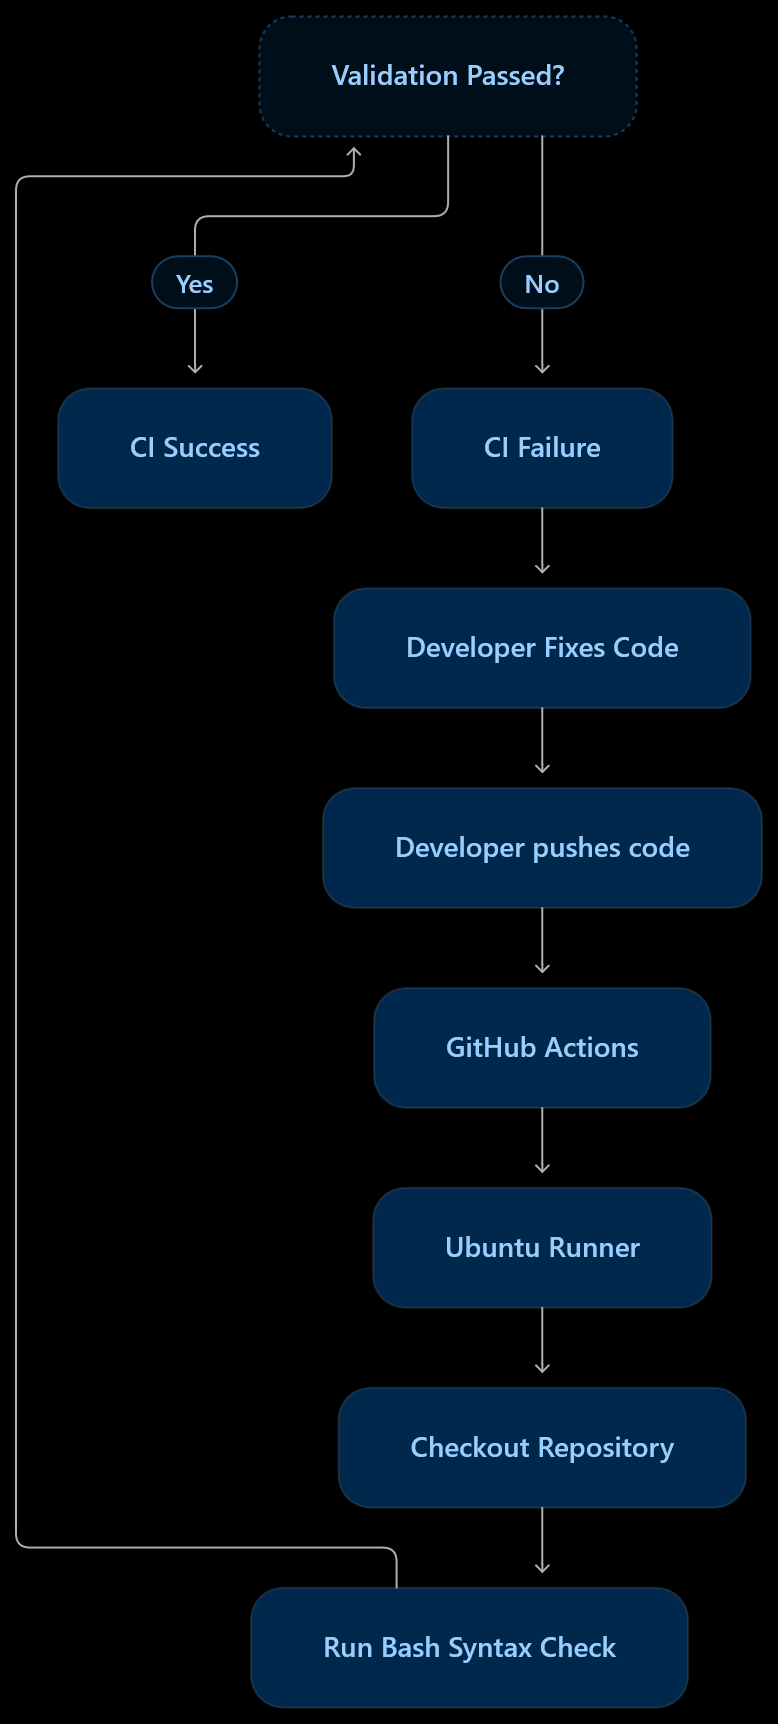 Validation Passed?
Yes
No
CI Success
CI Failure
Developer Fixes Code
Developer pushes code
GitHub Actions
Ubuntu Runner
Checkout Repository
Run Bash Syntax Check